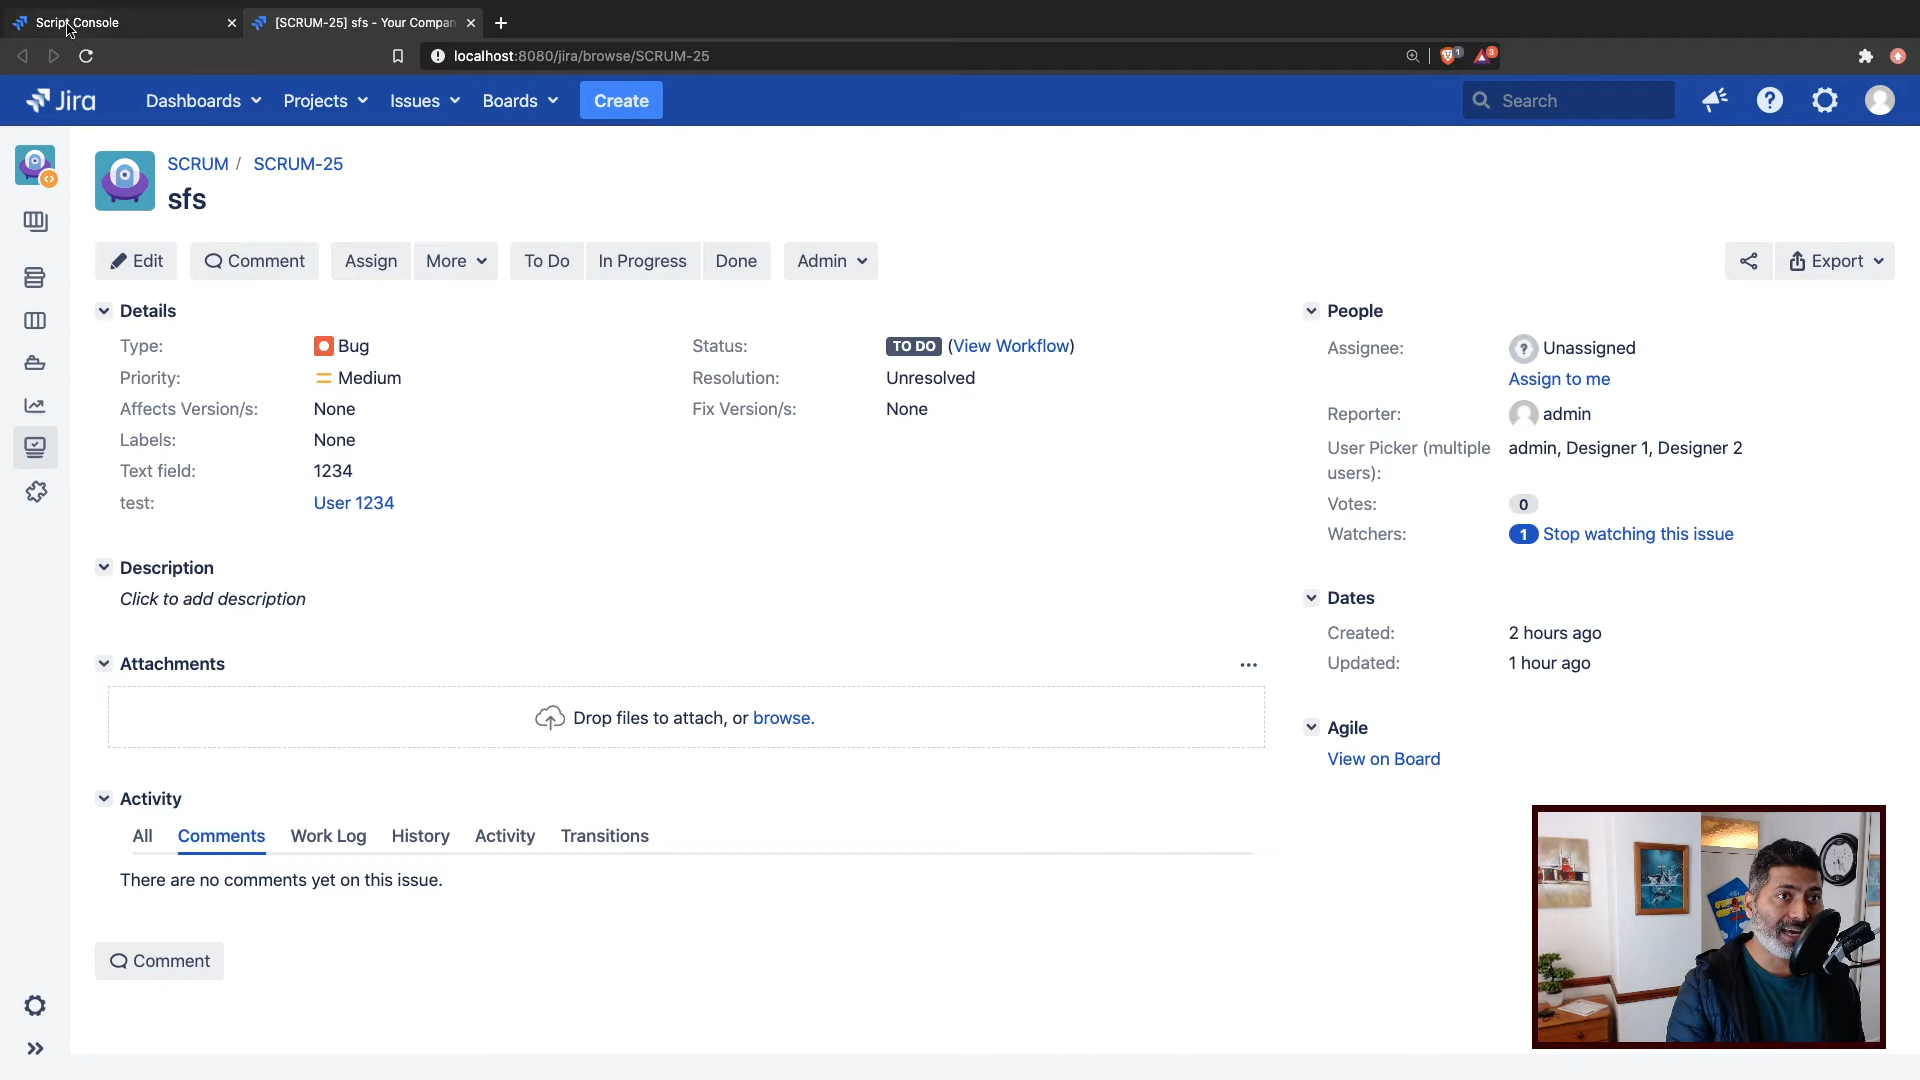 Script Console
[SCRUM-25] sfs - Your Compan
localhost:8080/jira/browse/SCRUM-25
1
3
Jira
Dashboards
Projects
Issues
Boards
Create
Search
SCRUM / SCRUM-25
sfs
Edit
Comment
Assign
More
To Do
In Progress
Done
Admin
Export
Details
Type: Bug
Status: TO DO (View Workflow)
Priority: Medium
Resolution: Unresolved
Affects Version/s: None
Fix Version/s: None
Labels: None
Text field: 1234
test: User 1234
Description
Click to add description
Attachments
Drop files to attach, or browse.
Activity
All
Comments
Work Log
History
Activity
Transitions
There are no comments yet on this issue.
Comment
People
Assignee: Unassigned
Assign to me
Reporter: admin
User Picker (multiple users): admin, Designer 1, Designer 2
Votes: 0
Watchers: 1 Stop watching this issue
Dates
Created: 2 hours ago
Updated: 1 hour ago
Agile
View on Board